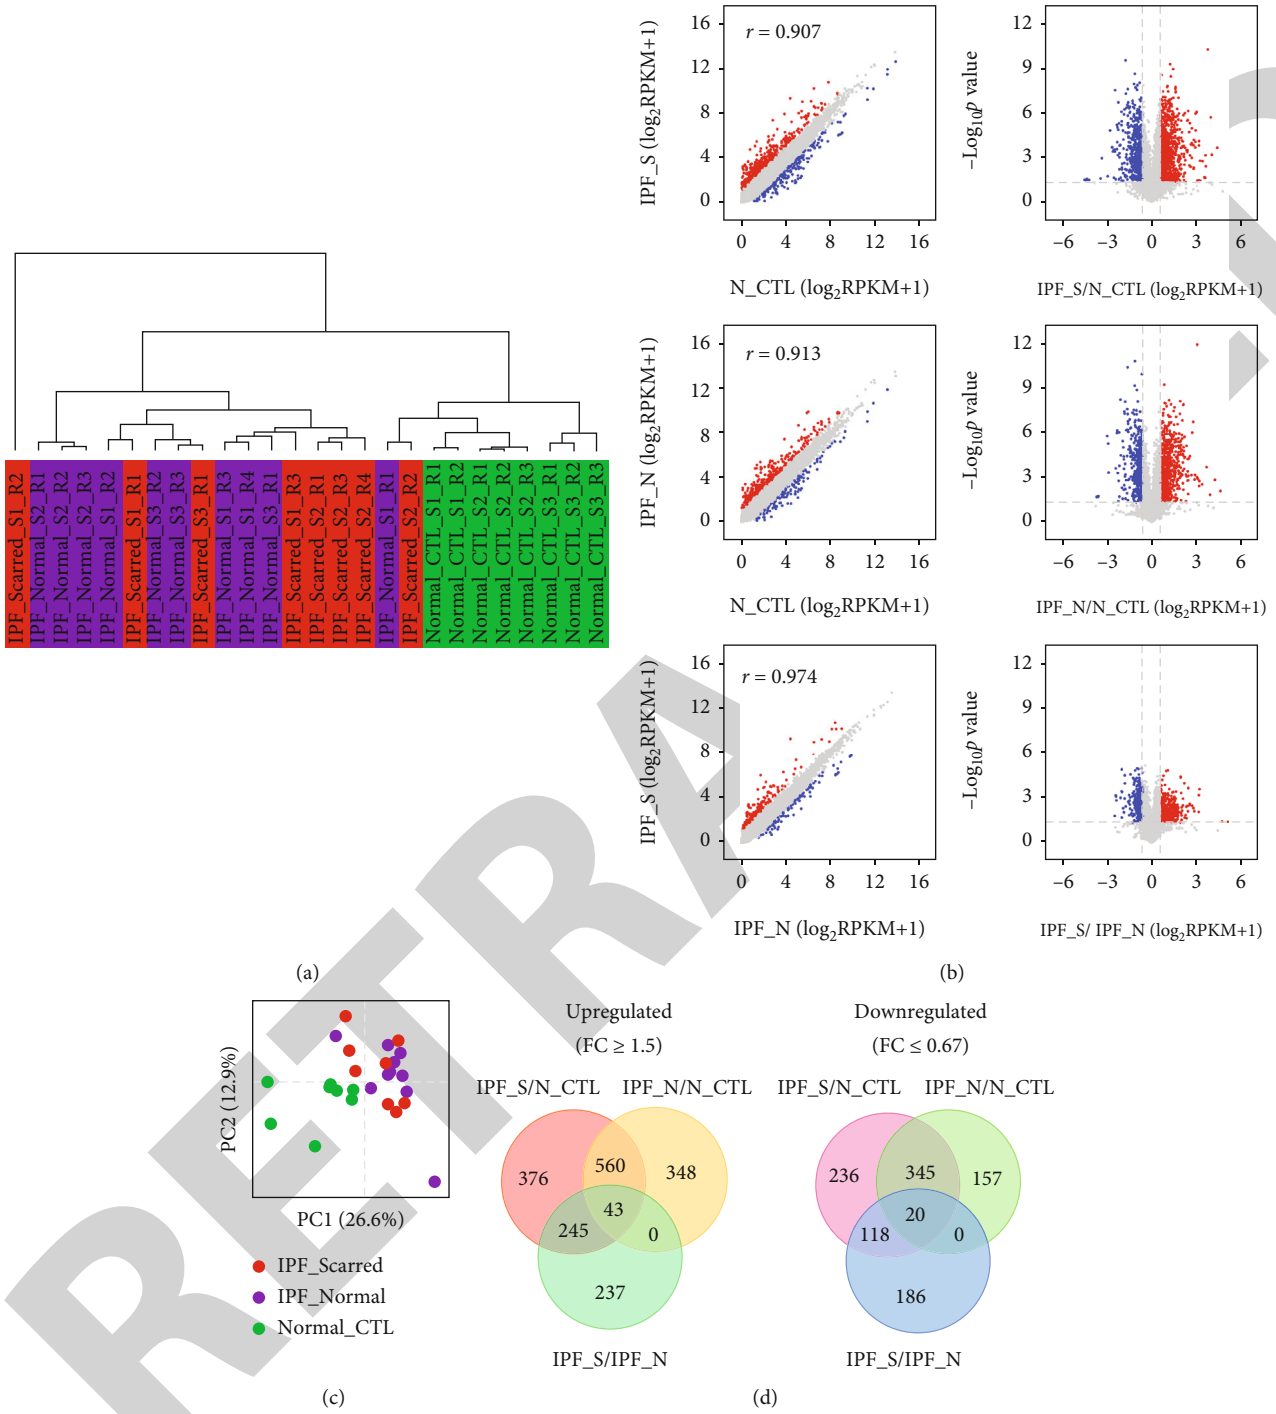 IPF_Scarred_S1_R2
IPF_Normal_S2_R1
IPF_Normal_S2_R2
IPF_Normal_S2_R3
IPF_Normal_S1_R2
IPF_Scarred_S1_R1
IPF_Normal_S3_R2
IPF_Normal_S3_R3
IPF_Scarred_S3_R1
IPF_Normal_S1_R3
IPF_Normal_S1_R4
IPF_Normal_S3_R1
IPF_Scarred_S1_R3
IPF_Scarred_S2_R1
IPF_Scarred_S2_R3
IPF_Scarred_S2_R4
IPF_Normal_S1_R1
IPF_Scarred_S2_R2
Normal_CTL_S1_R1
Normal_CTL_S1_R2
Normal_CTL_S2_R1
Normal_CTL_S2_R2
Normal_CTL_S2_R3
Normal_CTL_S3_R1
Normal_CTL_S3_R2
Normal_CTL_S3_R3
(a)
IPF_S (log2RPKM+1)
16
12
8
4
0
r = 0.907
0 4 8 12 16
N_CTL (log2RPKM+1)
−Log10p value
12
9
6
3
0
−6 −3 0 3 6
IPF_S/N_CTL (log2RPKM+1)
IPF_N (log2RPKM+1)
16
12
8
4
0
r = 0.913
0 4 8 12 16
N_CTL (log2RPKM+1)
−Log10p value
12
9
6
3
0
−6 −3 0 3 6
IPF_N/N_CTL (log2RPKM+1)
IPF_S (log2RPKM+1)
16
12
8
4
0
r = 0.974
0 4 8 12 16
IPF_N (log2RPKM+1)
−Log10p value
12
9
6
3
0
−6 −3 0 3 6
IPF_S/ IPF_N (log2RPKM+1)
(b)
PC2 (12.9%)
PC1 (26.6%)
IPF_Scarred
IPF_Normal
Normal_CTL
(c)
Upregulated
(FC ≥ 1.5)
IPF_S/N_CTL IPF_N/N_CTL
376 560 348
43
245 0
237
IPF_S/IPF_N
Downregulated
(FC ≤ 0.67)
IPF_S/N_CTL IPF_N/N_CTL
236 345 157
20
118 0
186
IPF_S/IPF_N
(d)
RETRA